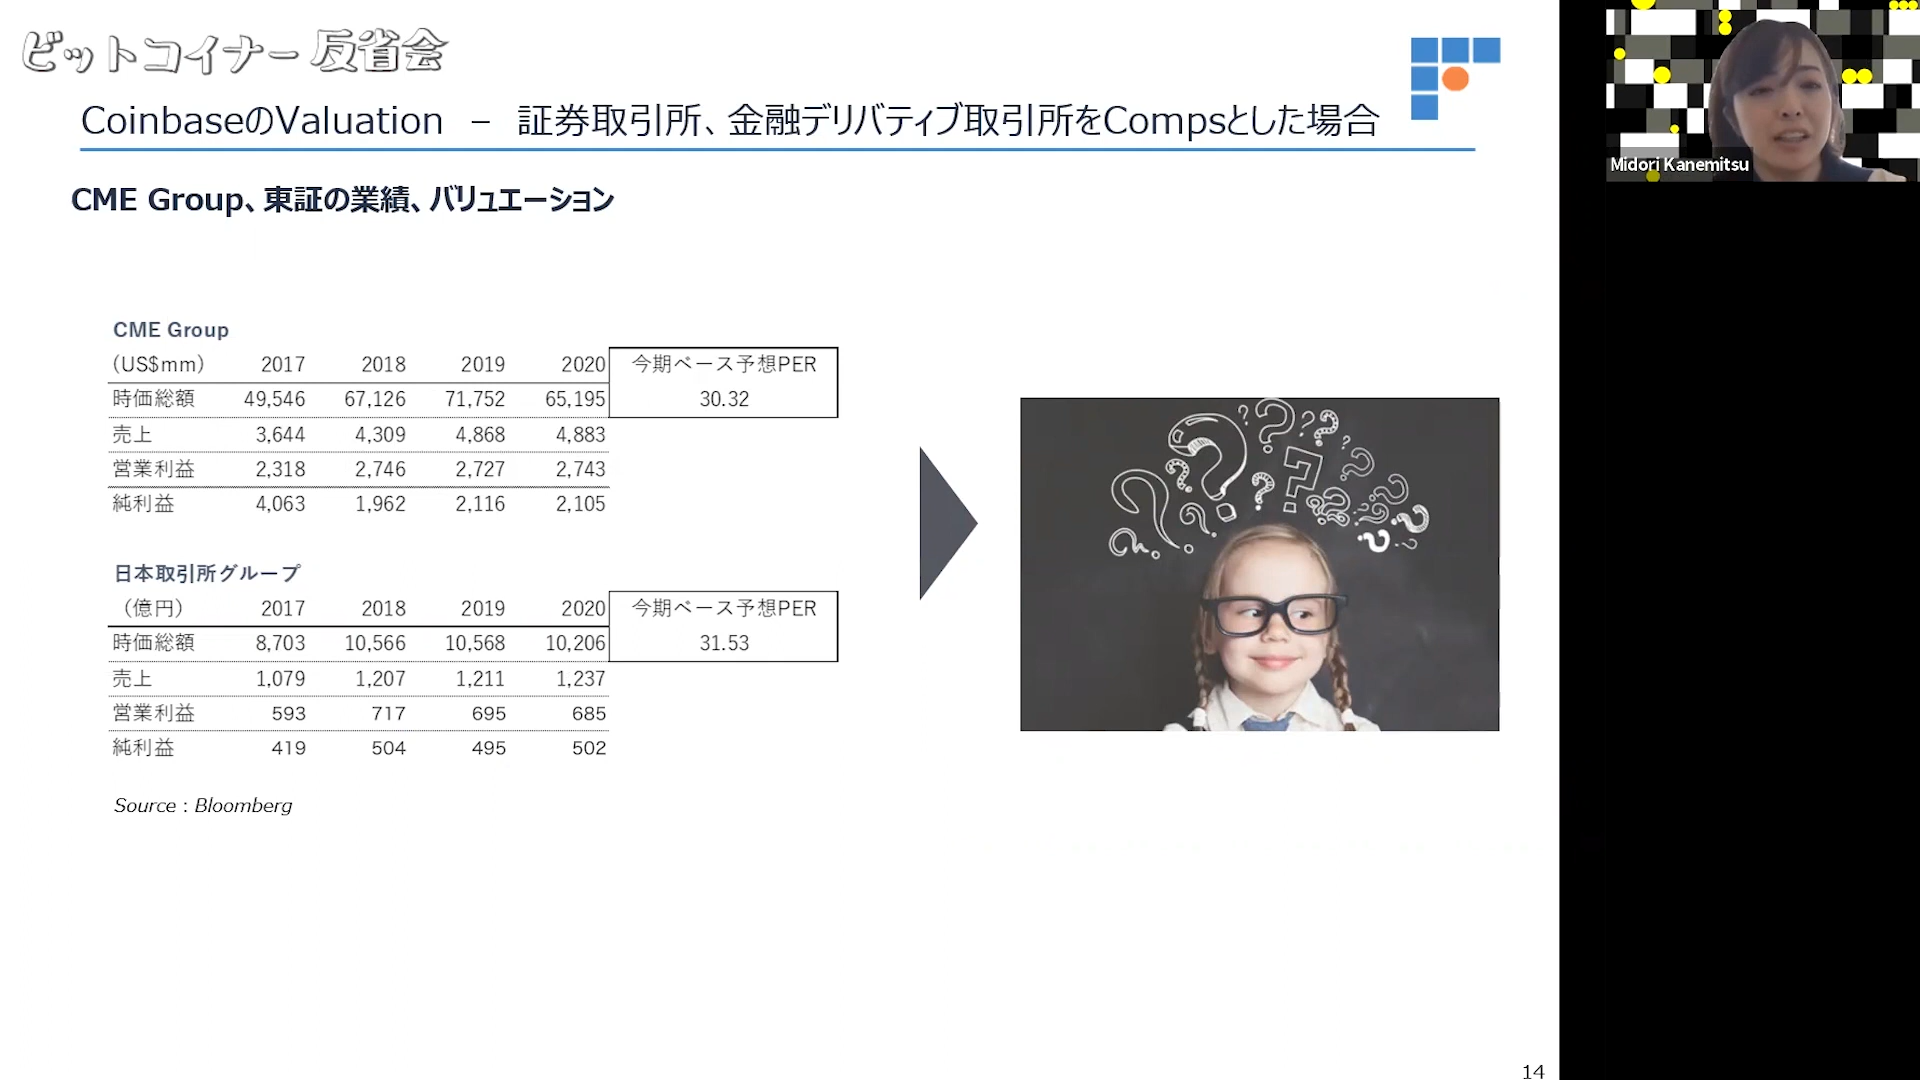 ビットコイナー反省会
CoinbaseのValuation – 証券取引所、金融デリバティブ取引所をCompsとした場合
CME Group、東証の業績、バリュエーション
CME Group
(US$mm) 2017 2018 2019 2020 今期ベース予想PER
時価総額 49,546 67,126 71,752 65,195 30.32
売上 3,644 4,309 4,868 4,883
営業利益 2,318 2,746 2,727 2,743
純利益 4,063 1,962 2,116 2,105
日本取引所グループ
（億円） 2017 2018 2019 2020 今期ベース予想PER
時価総額 8,703 10,566 10,568 10,206 31.53
売上 1,079 1,207 1,211 1,237
営業利益 593 717 695 685
純利益 419 504 495 502
Source : Bloomberg
14
Midori Kanemitsu